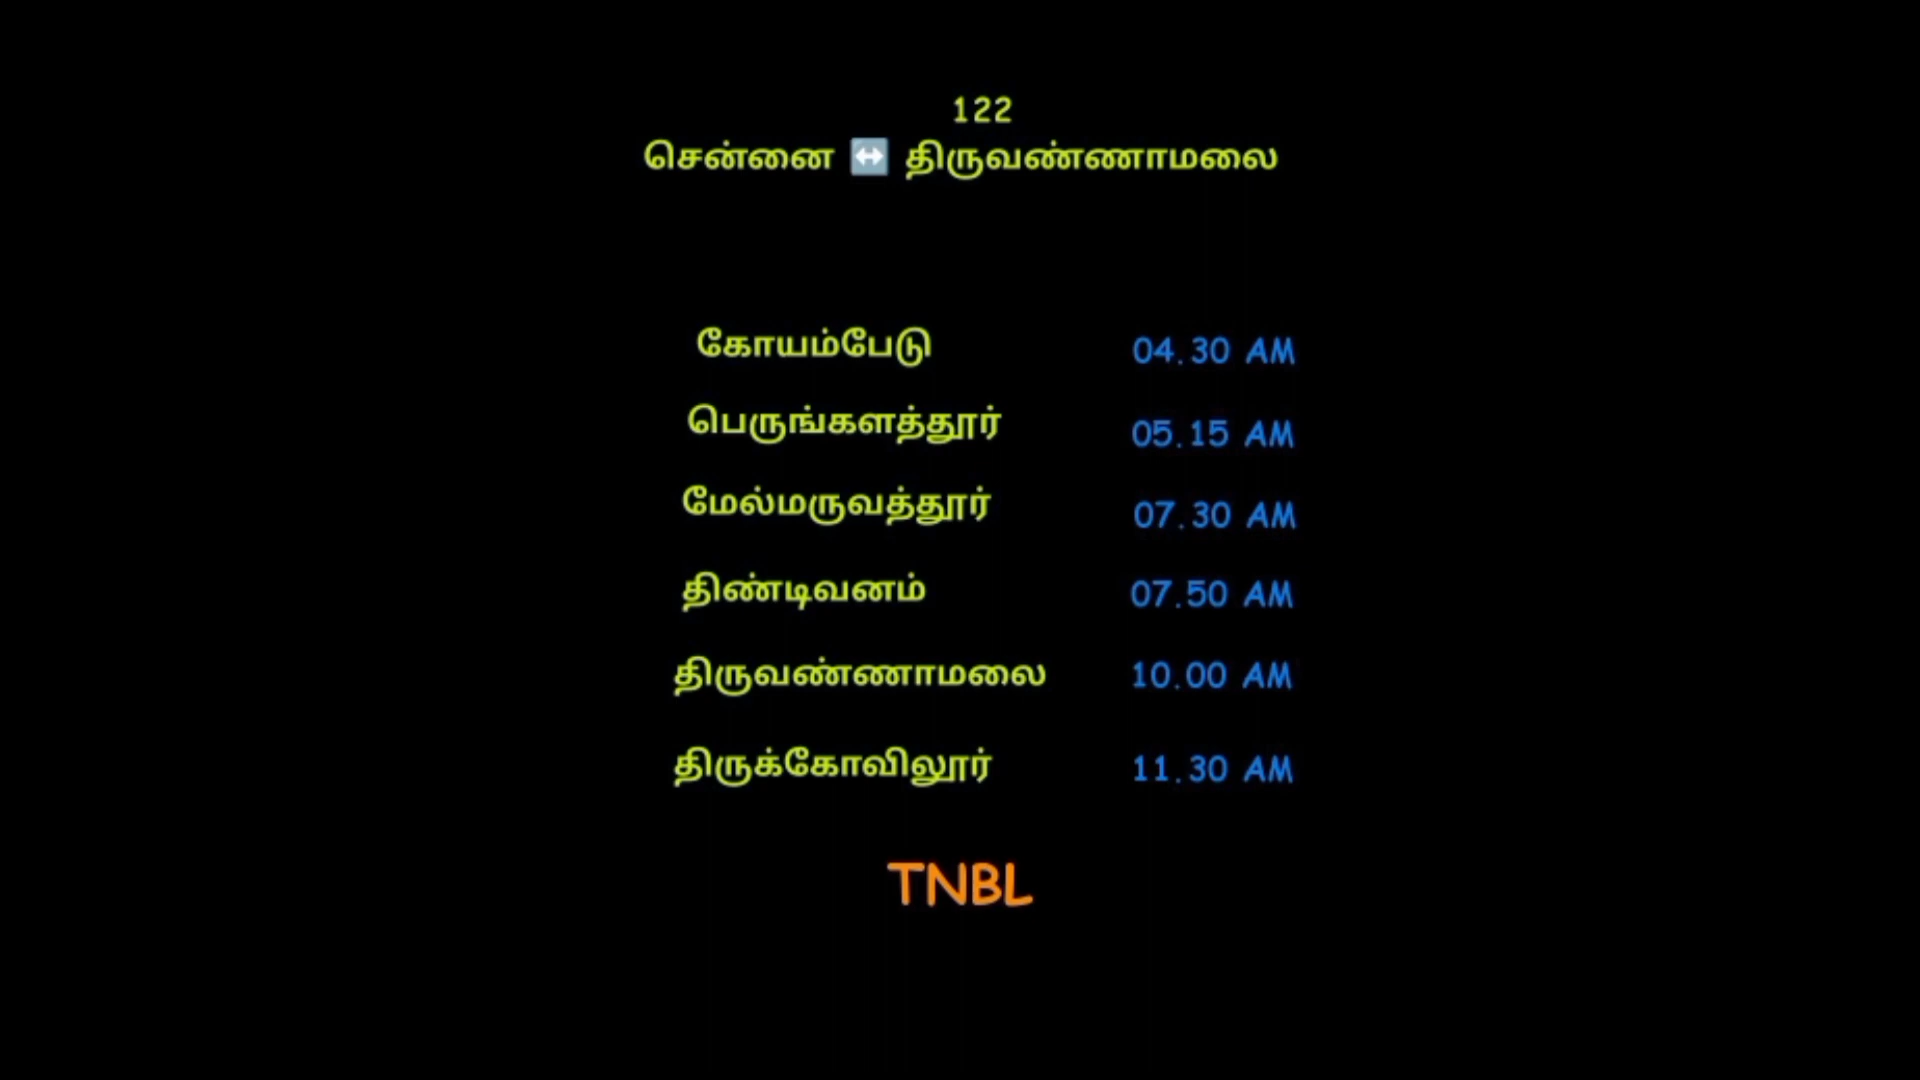 122
சென்னை ↔️ திருவண்ணாமலை
கோயம்பேடு 04.30 AM
பெருங்களத்தூர் 05.15 AM
மேல்மருவத்தூர் 07.30 AM
திண்டிவனம் 07.50 AM
திருவண்ணாமலை 10.00 AM
திருக்கோவிலூர் 11.30 AM
TNBL